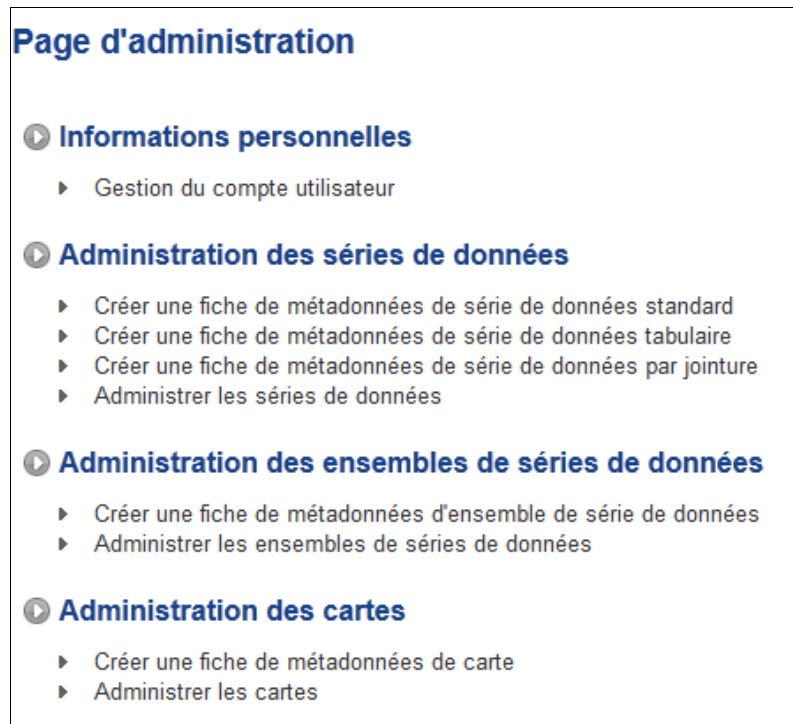 Page d'administration
Informations personnelles
Gestion du compte utilisateur
Administration des séries de données
Créer une fiche de métadonnées de série de données standard
Créer une fiche de métadonnées de série de données tabulaire
Créer une fiche de métadonnées de série de données par jointure
Administrer les séries de données
Administration des ensembles de séries de données
Créer une fiche de métadonnées d'ensemble de série de données
Administrer les ensembles de séries de données
Administration des cartes
Créer une fiche de métadonnées de carte
Administrer les cartes